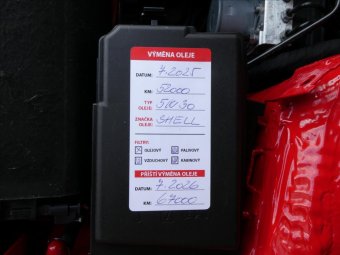 VÝMĚNA OLEJE
DATUM: 7.2025
KM: 52000
TYP OLEJE: 5W30
ZNAČKA OLEJE: SHELL
FILTRY:
OLEJOVÝ PALIVOVÝ
VZDUCHOVÝ KABINOVÝ
PŘÍŠTÍ VÝMĚNA OLEJE
DATUM: 7.2026
KM: 67000